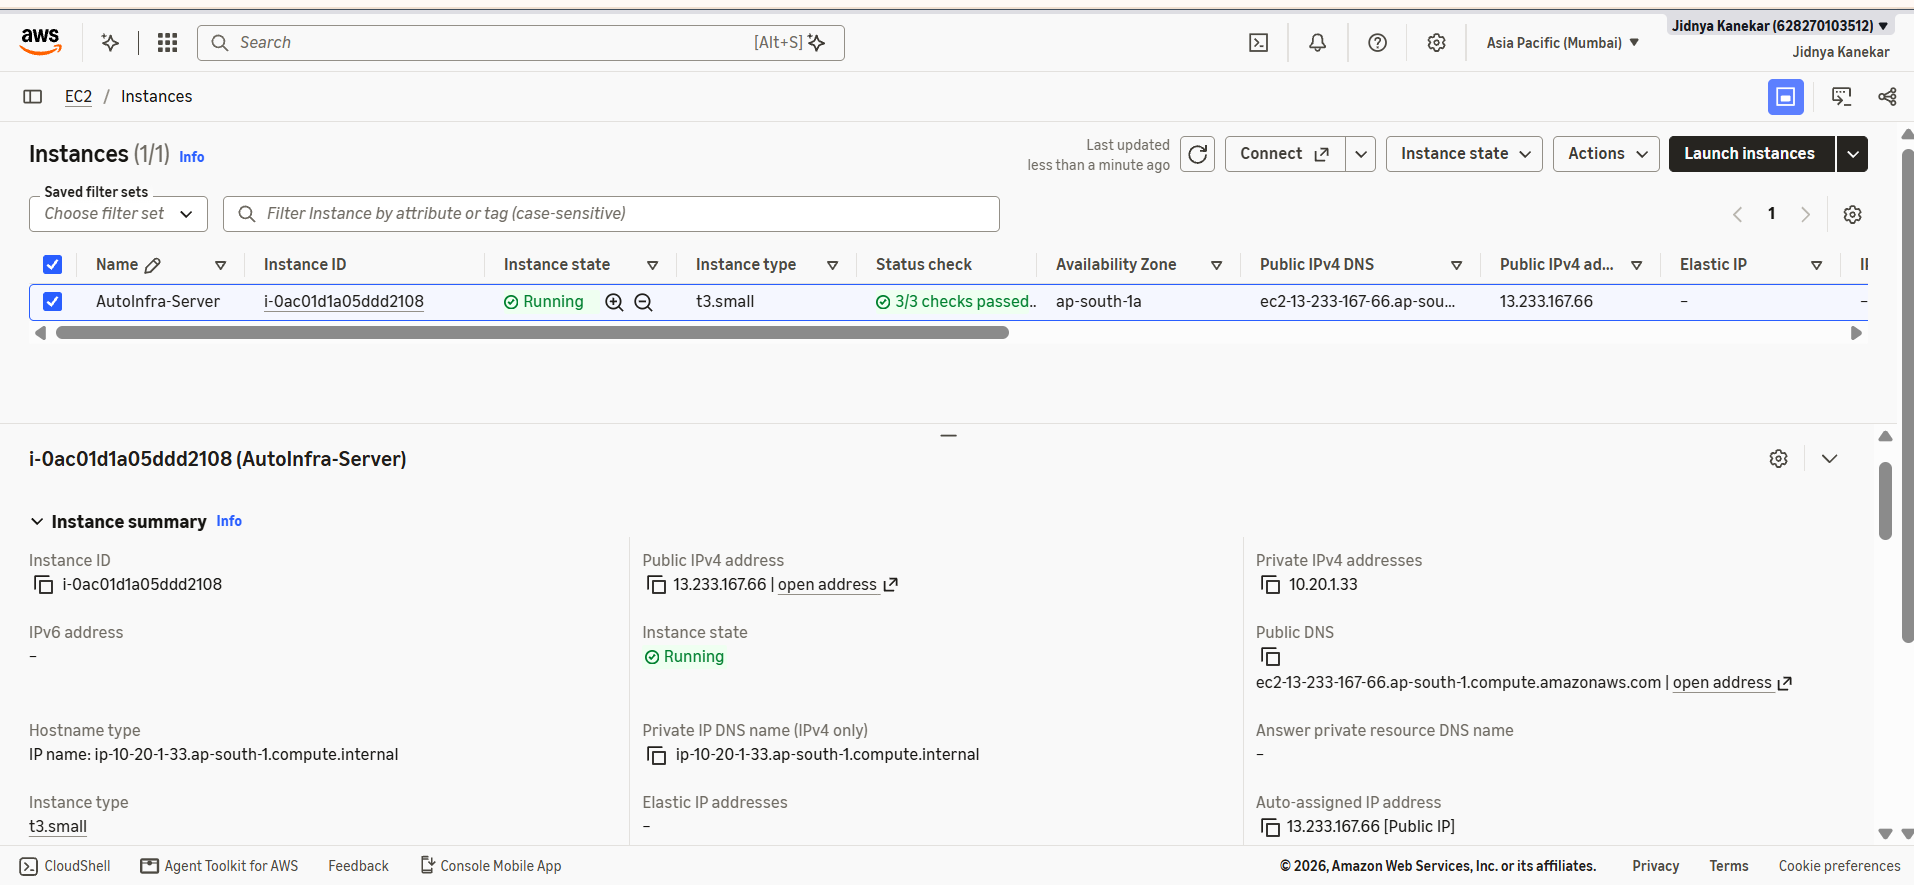 aws
Search [Alt+S]
Asia Pacific (Mumbai)
Jidnya Kanekar (628270103512)
Jidnya Kanekar
EC2 / Instances
Instances (1/1) Info
Last updated
less than a minute ago
Connect
Instance state
Actions
Launch instances
Saved filter sets
Choose filter set
Filter Instance by attribute or tag (case-sensitive)
1
Name Instance ID Instance state Instance type Status check Availability Zone Public IPv4 DNS Public IPv4 ad... Elastic IP
AutoInfra-Server i-0ac01d1a05ddd2108 Running t3.small 3/3 checks passed.. ap-south-1a ec2-13-233-167-66.ap-sou... 13.233.167.66 – –
i-0ac01d1a05ddd2108 (AutoInfra-Server)
Instance summary Info
Instance ID
i-0ac01d1a05ddd2108
Public IPv4 address
13.233.167.66 | open address
Private IPv4 addresses
10.20.1.33
IPv6 address
–
Instance state
Running
Public DNS
ec2-13-233-167-66.ap-south-1.compute.amazonaws.com | open address
Hostname type
IP name: ip-10-20-1-33.ap-south-1.compute.internal
Private IP DNS name (IPv4 only)
ip-10-20-1-33.ap-south-1.compute.internal
Answer private resource DNS name
–
Instance type
t3.small
Elastic IP addresses
–
Auto-assigned IP address
13.233.167.66 [Public IP]
CloudShell Agent Toolkit for AWS Feedback Console Mobile App
© 2026, Amazon Web Services, Inc. or its affiliates. Privacy Terms Cookie preferences